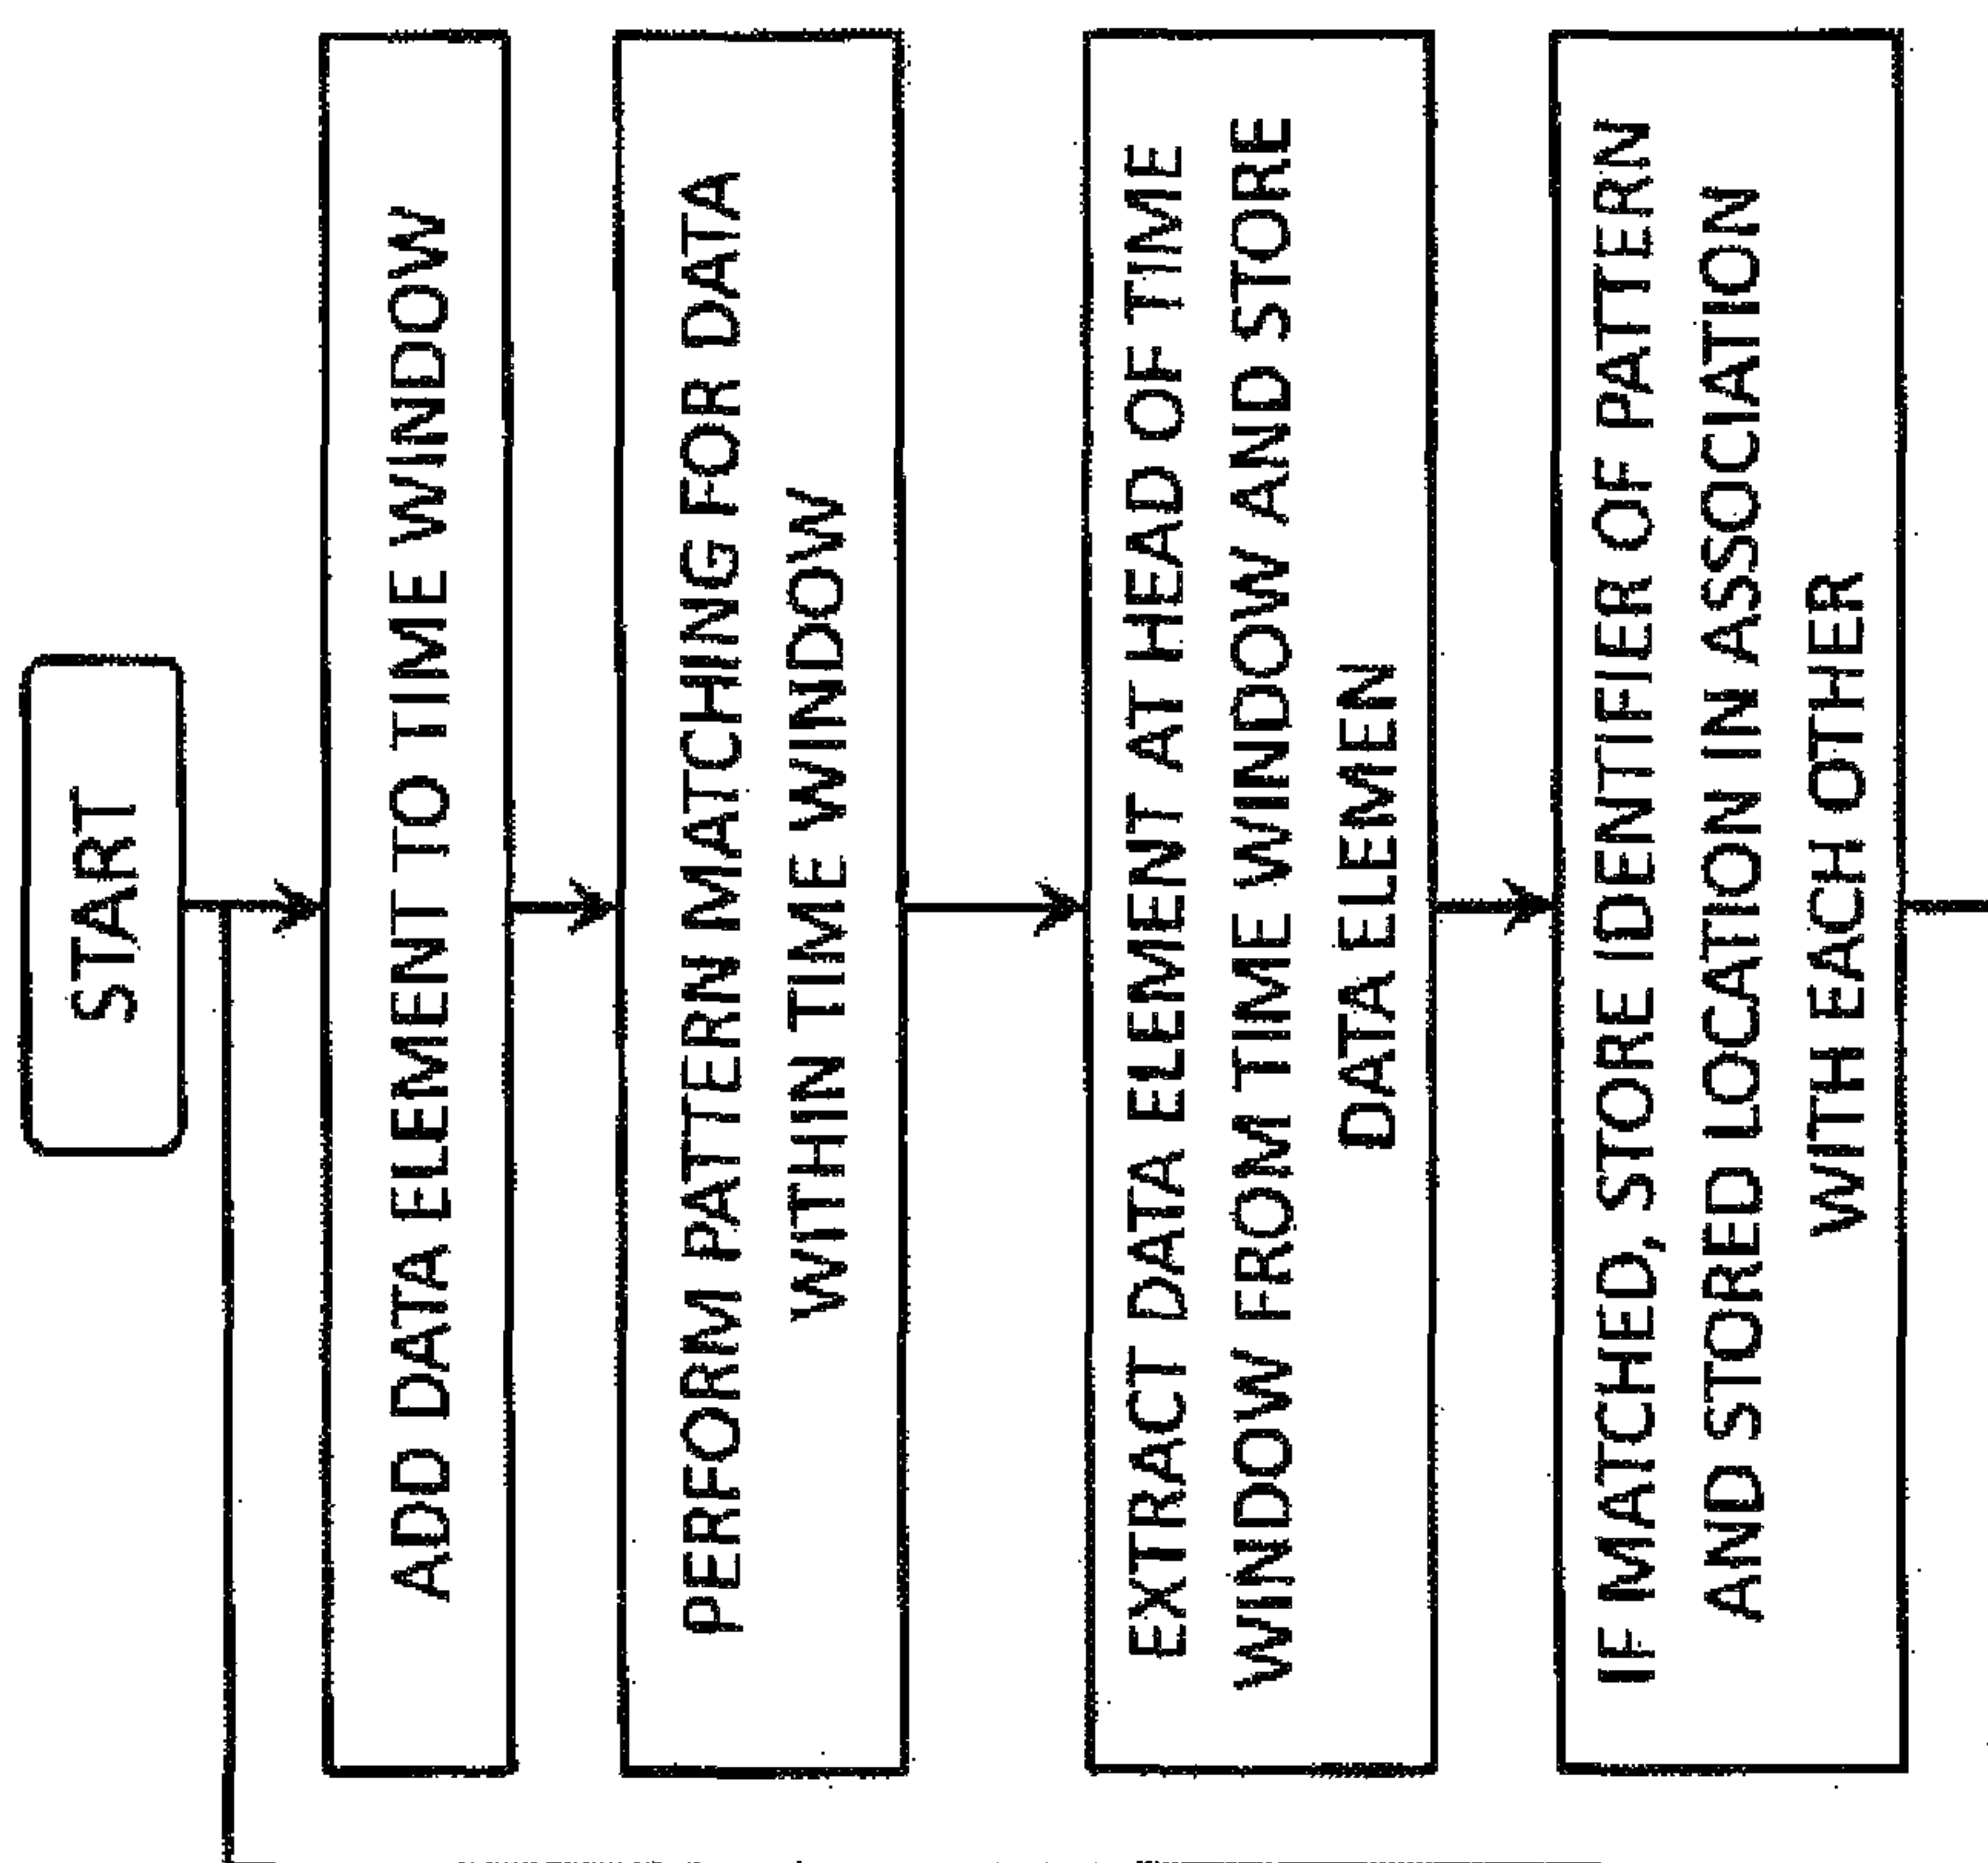 START
ADD DATA ELEMENT TO TIME WINDOW
PERFORM PATTERN MATCHING FOR DATA
WITHIN TIME WINDOW
EXTRACT DATA ELEMENT AT HEAD OF TIME
WINDOW FROM TIME WINDOW AND STORE
DATA ELEMEN
IF MATCHED, STORE IDENTIFIER OF PATTERN
AND STORED LOCATION IN ASSOCIATION
WITH EACH OTHER